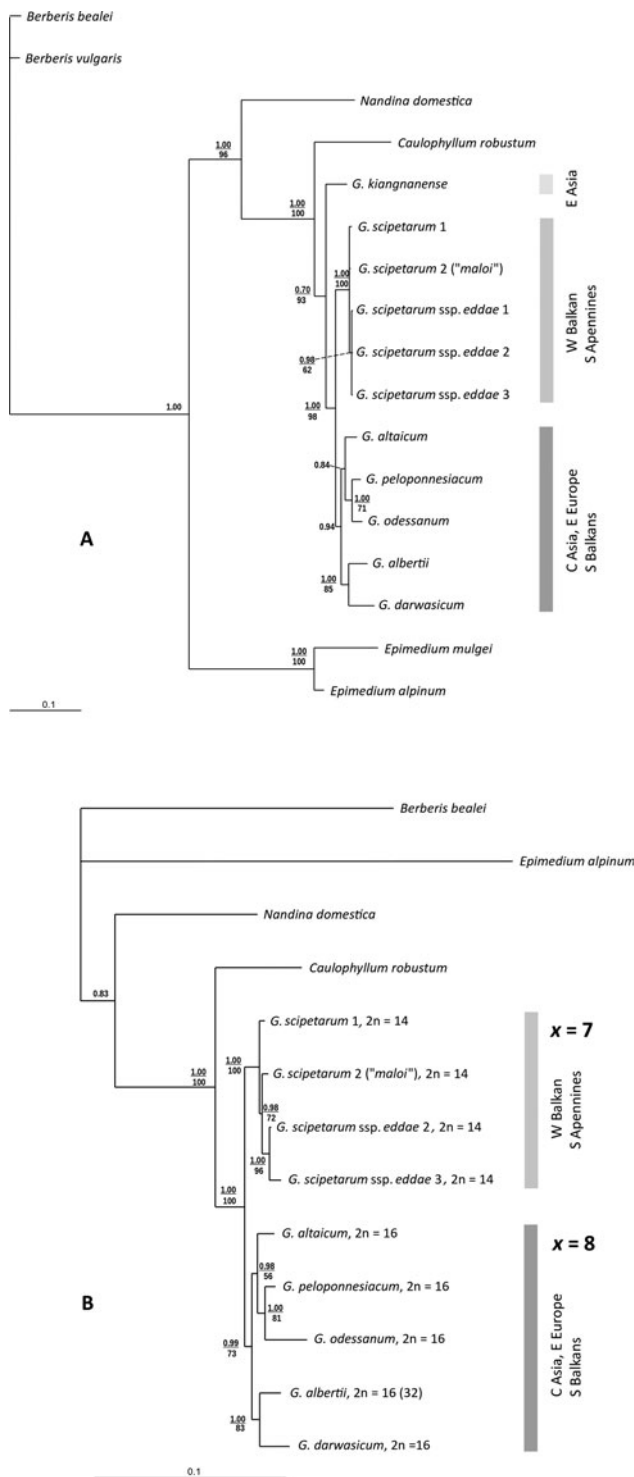 Berberis bealei
Berberis vulgaris
Nandina domestica
1.00
96
Caulophyllum robustum
1.00
100
G. kiangnanense
E Asia
G. scipetarum 1
1.00
100
G. scipetarum 2 ("maloi")
0.70
93
G. scipetarum ssp. eddae 1
0.98
62
G. scipetarum ssp. eddae 2
G. scipetarum ssp. eddae 3
W Balkan
S Apennines
1.00
1.00
98
G. altaicum
0.84
G. peloponnesiacum
1.00
71
G. odessanum
0.94
A
G. albertii
1.00
85
G. darwasicum
C Asia, E Europe
S Balkans
1.00
100
Epimedium mulgei
Epimedium alpinum
0.1
Berberis bealei
Epimedium alpinum
Nandina domestica
0.83
Caulophyllum robustum
G. scipetarum 1, 2n = 14
x = 7
1.00
100
1.00
100
G. scipetarum 2 ("maloi"), 2n = 14
0.98
72
G. scipetarum ssp. eddae 2, 2n = 14
1.00
96
G. scipetarum ssp. eddae 3, 2n = 14
W Balkan
S Apennines
1.00
100
G. altaicum, 2n = 16
x = 8
0.98
56
G. peloponnesiacum, 2n = 16
1.00
81
B
G. odessanum, 2n = 16
0.99
73
G. albertii, 2n = 16 (32)
1.00
83
G. darwasicum, 2n =16
C Asia, E Europe
S Balkans
0.1